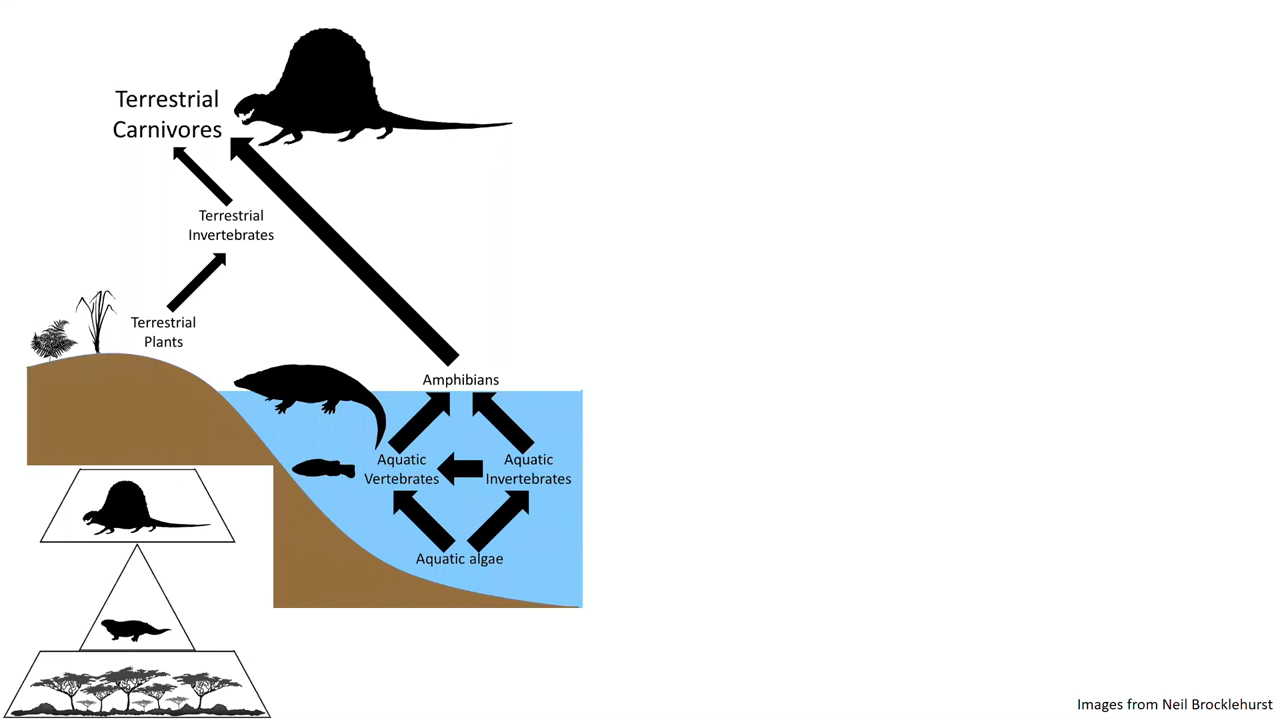 Terrestrial
Carnivores
Terrestrial
Invertebrates
Terrestrial
Plants
Amphibians
Aquatic
Vertebrates
Aquatic
Invertebrates
Aquatic algae
Images from Neil Brocklehurst